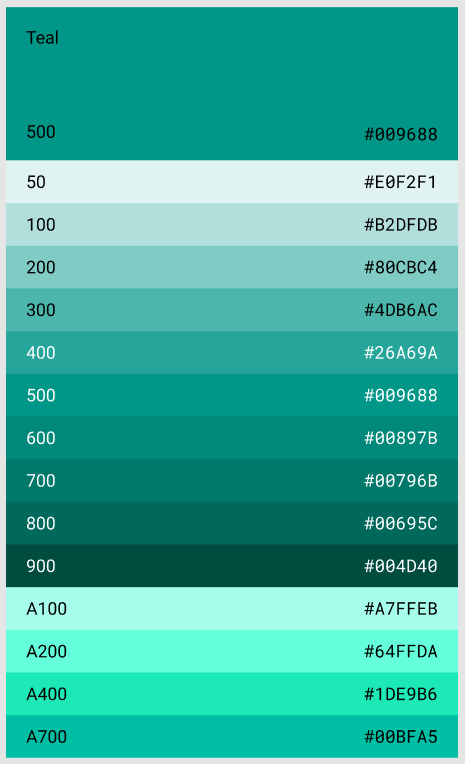 Teal
500 #009688
50 #E0F2F1
100 #B2DFDB
200 #80CBC4
300 #4DB6AC
400 #26A69A
500 #009688
600 #00897B
700 #00796B
800 #00695C
900 #004D40
A100 #A7FFEB
A200 #64FFDA
A400 #1DE9B6
A700 #00BFA5